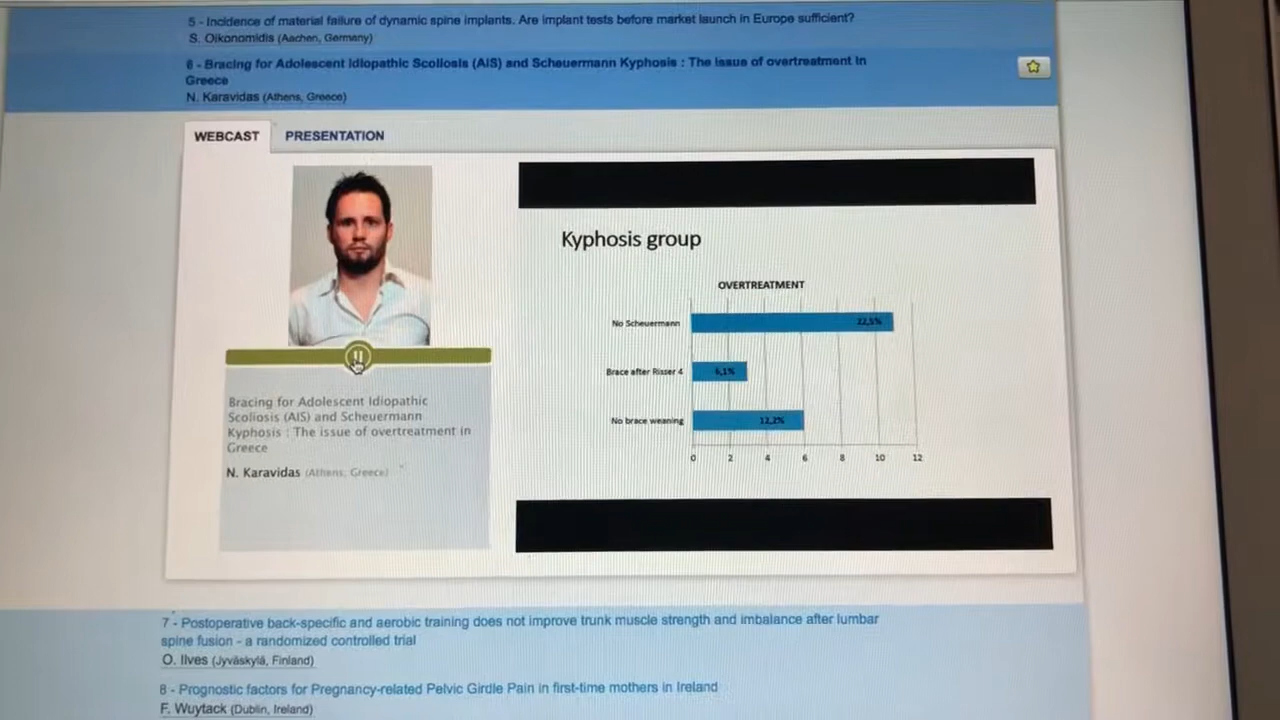 5 - Incidence of material failure of dynamic spine implants. Are implant tests before market launch in Europe sufficient?
S. Oikonomidis (Aachen, Germany)
6 - Bracing for Adolescent Idiopathic Scoliosis (AIS) and Scheuermann Kyphosis : The issue of overtreatment in
Greece
N. Karavidas (Athens, Greece)
WEBCAST PRESENTATION
Kyphosis group
OVERTREATMENT
No Scheuermann
Brace after Risser 4 6,1%
No brace weaning 12,2%
0 2 4 6 8 10 12
Bracing for Adolescent Idiopathic
Scoliosis (AIS) and Scheuermann
Kyphosis : The issue of overtreatment in
Greece
N. Karavidas (Athens, Greece)
7 - Postoperative back-specific and aerobic training does not improve trunk muscle strength and imbalance after lumbar
spine fusion - a randomized controlled trial
O. Ilves (Jyväskylä, Finland)
8 - Prognostic factors for Pregnancy-related Pelvic Girdle Pain in first-time mothers in Ireland
F. Wuytack (Dublin, Ireland)